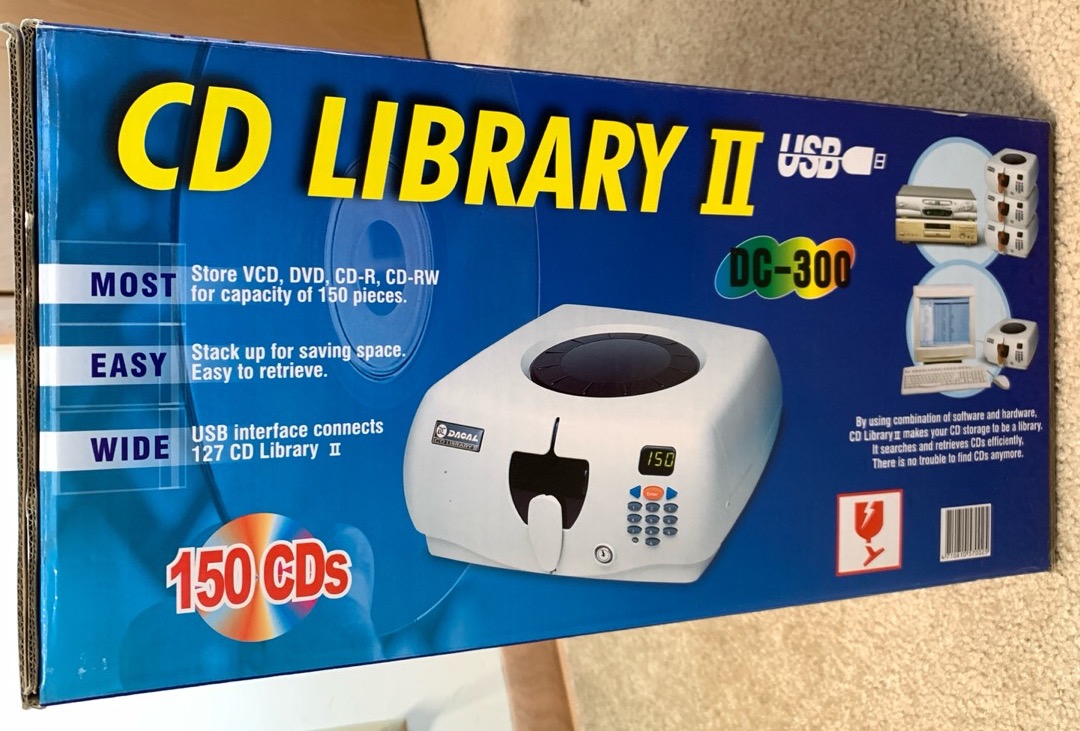 CD LIBRARY II
USB
DC-300
MOST
Store VCD, DVD, CD-R, CD-RW
for capacity of 150 pieces.
EASY
Stack up for saving space.
Easy to retrieve.
WIDE
USB interface connects
127 CD Library II
DACAL
CD LIBRARY II
150
Enter
150 CDs
By using combination of software and hardware,
CD Library II makes your CD storage to be a library.
It searches and retrieves CDs efficiently,
There is no trouble to find CDs anymore.